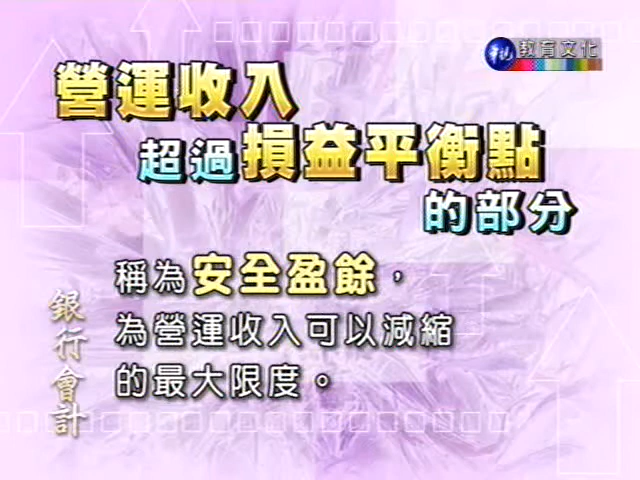 華視 教育文化
營運收入
超過損益平衡點
的部分
稱為安全盈餘，
為營運收入可以減縮
的最大限度。
銀行會計